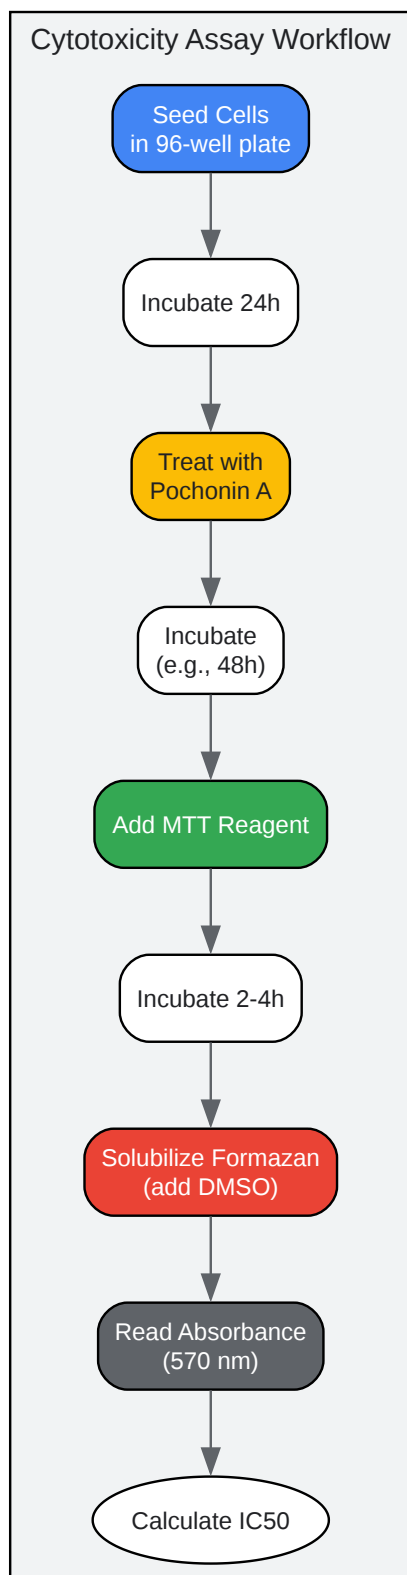 Cytotoxicity Assay Workflow
Seed Cells
in 96-well plate
Incubate 24h
Treat with
Pochonin A
Incubate
(e.g., 48h)
Add MTT Reagent
Incubate 2-4h
Solubilize Formazan
(add DMSO)
Read Absorbance
(570 nm)
Calculate IC50